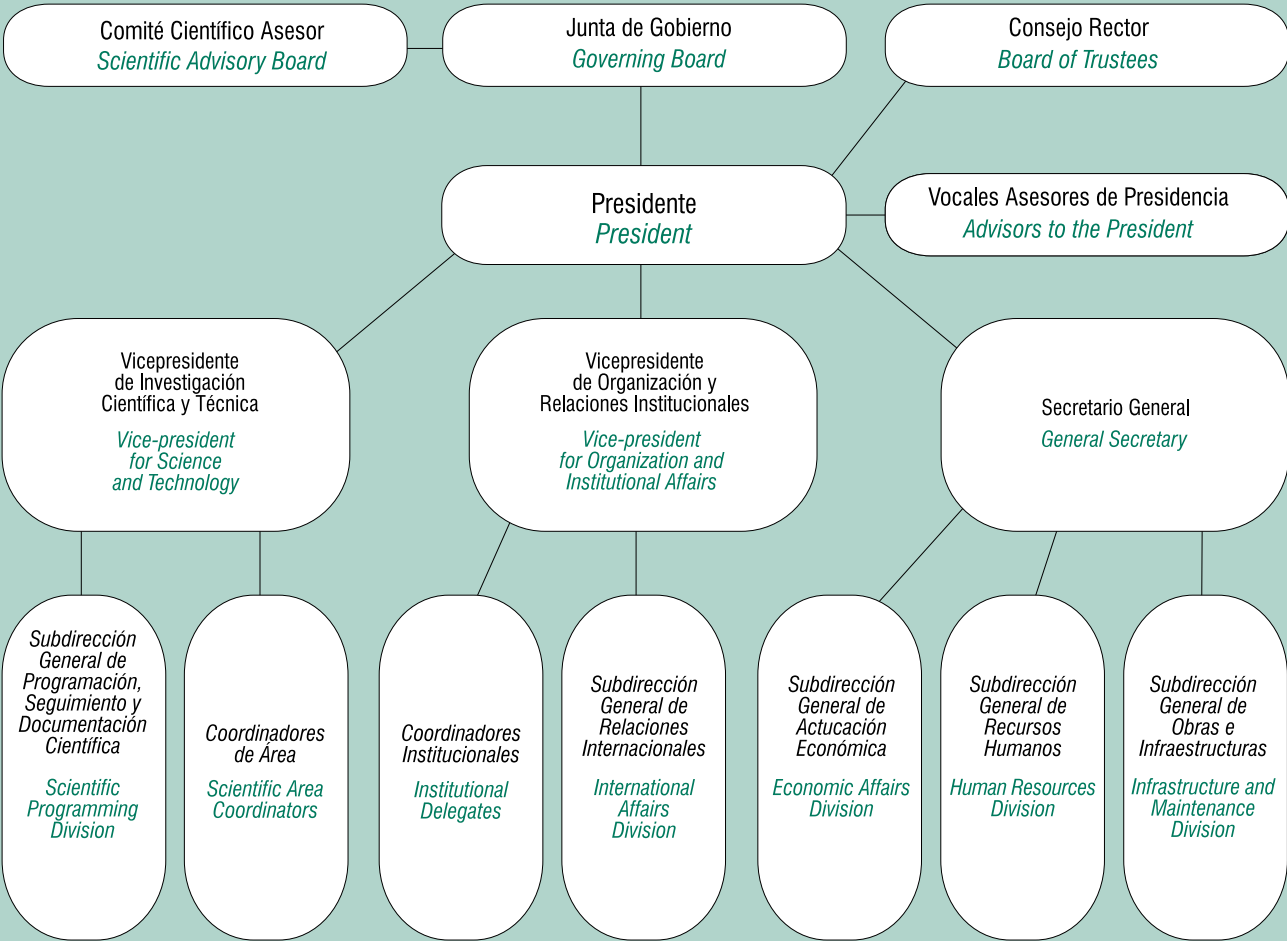 Comité Científico Asesor
Scientific Advisory Board
Junta de Gobierno
Governing Board
Consejo Rector
Board of Trustees
Presidente
President
Vocales Asesores de Presidencia
Advisors to the President
Vicepresidente
de Investigación
Científica y Técnica
Vice-president
for Science
and Technology
Vicepresidente
de Organización y
Relaciones Institucionales
Vice-president
for Organization and
Institutional Affairs
Secretario General
General Secretary
Subdirección
General de
Programación,
Seguimiento y
Documentación
Científica
Scientific
Programming
Division
Coordinadores
de Área
Scientific Area
Coordinators
Coordinadores
Institucionales
Institutional
Delegates
Subdirección
General de
Relaciones
Internacionales
International
Affairs
Division
Subdirección
General de
Actucación
Económica
Economic Affairs
Division
Subdirección
General de
Recursos
Humanos
Human Resources
Division
Subdirección
General de
Obras e
Infraestructuras
Infrastructure and
Maintenance
Division